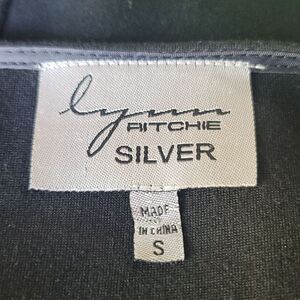 lynn
RITCHIE
SILVER
MADE
IN CHINA
S